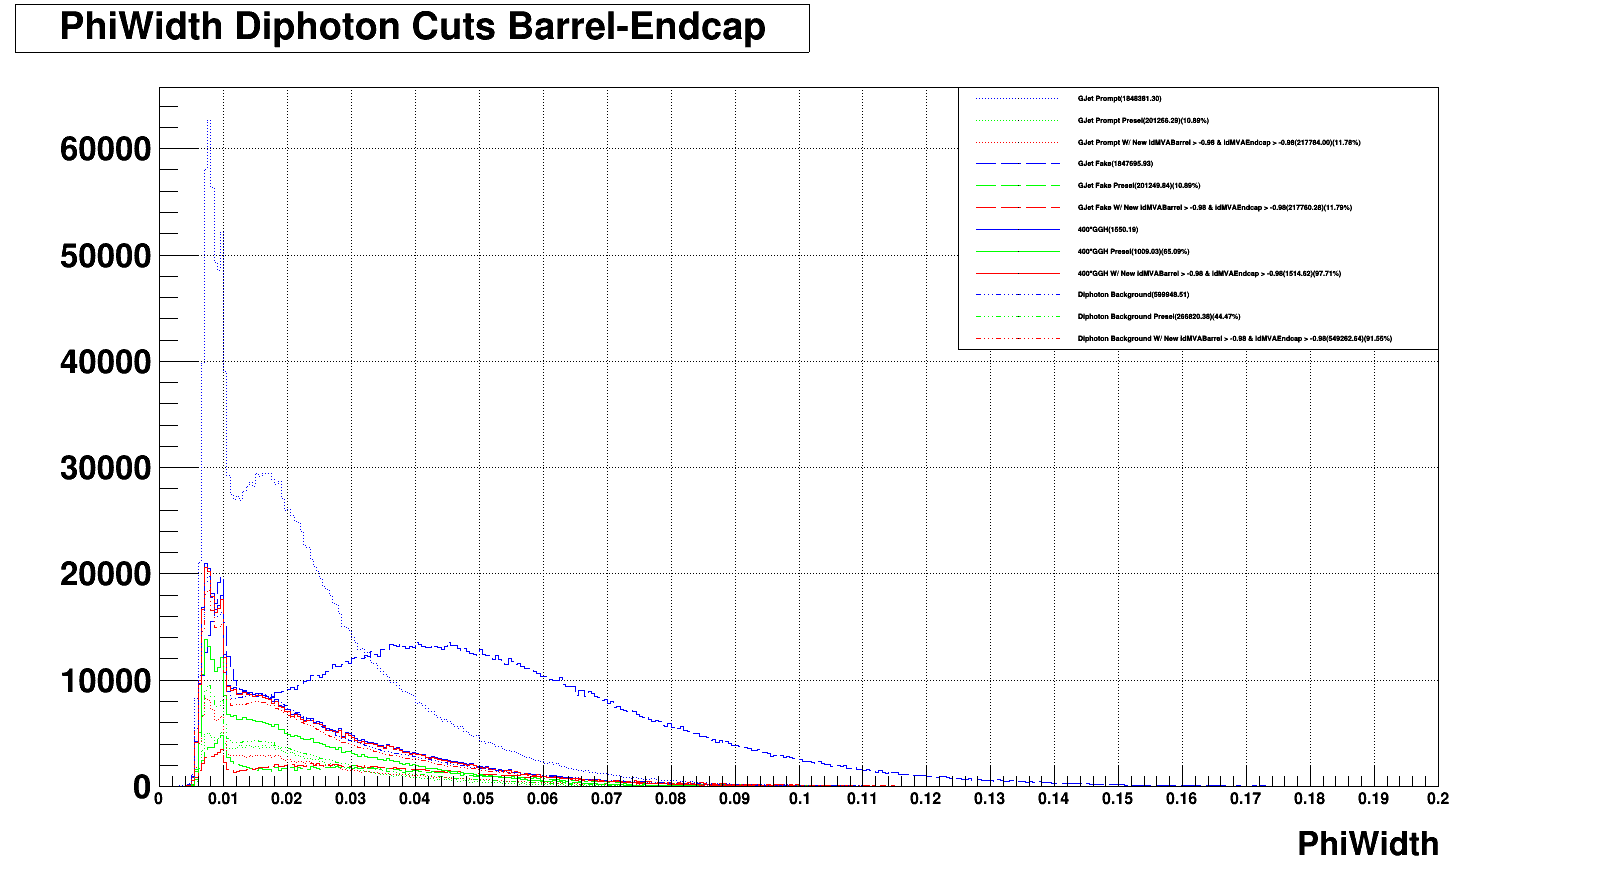 PhiWidth Diphoton Cuts Barrel-Endcap
60000
50000
40000
30000
20000
10000
0
GJet Prompt(1848381.30)
GJet Prompt Presel(201256.29)(10.89%)
GJet Prompt W/ New idMVABarrel > -0.98 & idMVAEndcap > -0.98(217784.00)(11.78%)
GJet Fake(1847695.93)
GJet Fake Presel(201249.84)(10.89%)
GJet Fake W/ New idMVABarrel > -0.98 & idMVAEndcap > -0.98(217760.28)(11.79%)
400*GGH(1550.19)
400*GGH Presel(1009.03)(65.09%)
400*GGH W/ New idMVABarrel > -0.98 & idMVAEndcap > -0.98(1514.62)(97.71%)
Diphoton Background(599948.51)
Diphoton Background Presel(266820.38)(44.47%)
Diphoton Background W/ New idMVABarrel > -0.98 & idMVAEndcap > -0.98(549262.64)(91.55%)
0 0.01 0.02 0.03 0.04 0.05 0.06 0.07 0.08 0.09 0.1 0.11 0.12 0.13 0.14 0.15 0.16 0.17 0.18 0.19 0.2
PhiWidth